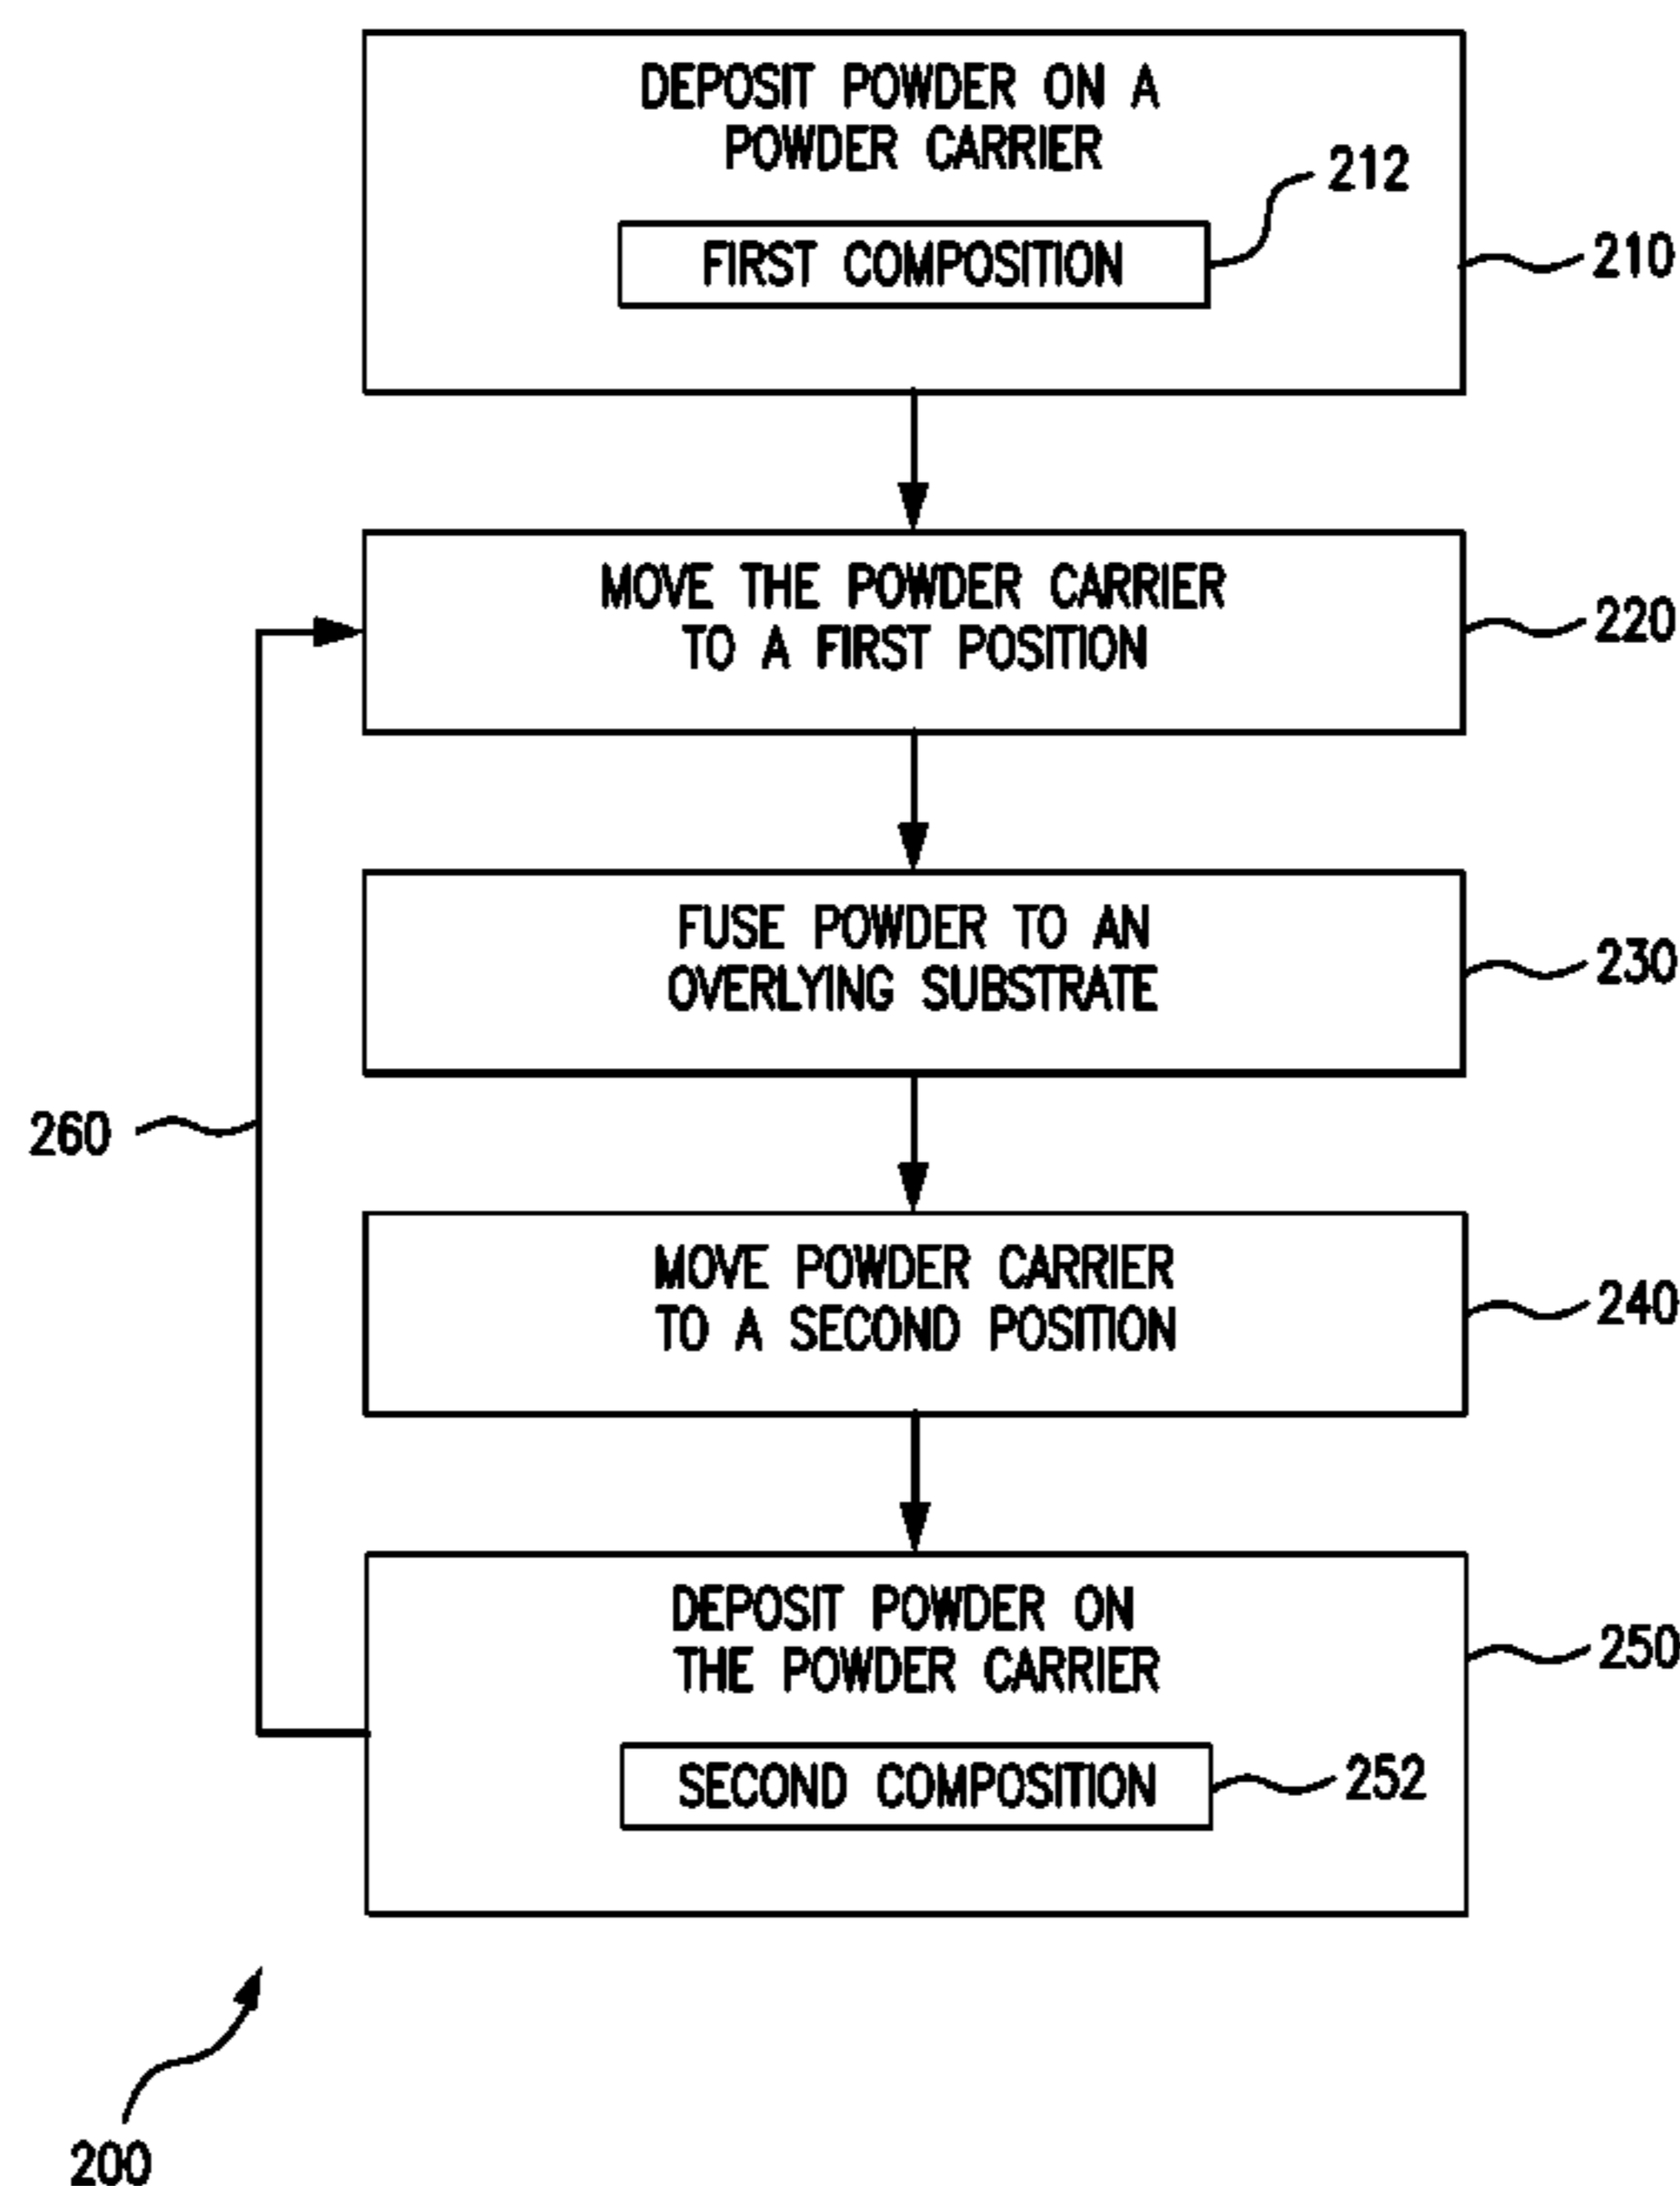 DEPOSIT POWDER ON A
POWDER CARRIER
212
FIRST COMPOSITION
210
MOVE THE POWDER CARRIER
TO A FIRST POSITION
220
FUSE POWDER TO AN
OVERLYING SUBSTRATE
230
260
MOVE POWDER CARRIER
TO A SECOND POSITION
240
DEPOSIT POWDER ON
THE POWDER CARRIER
250
SECOND COMPOSITION
252
200